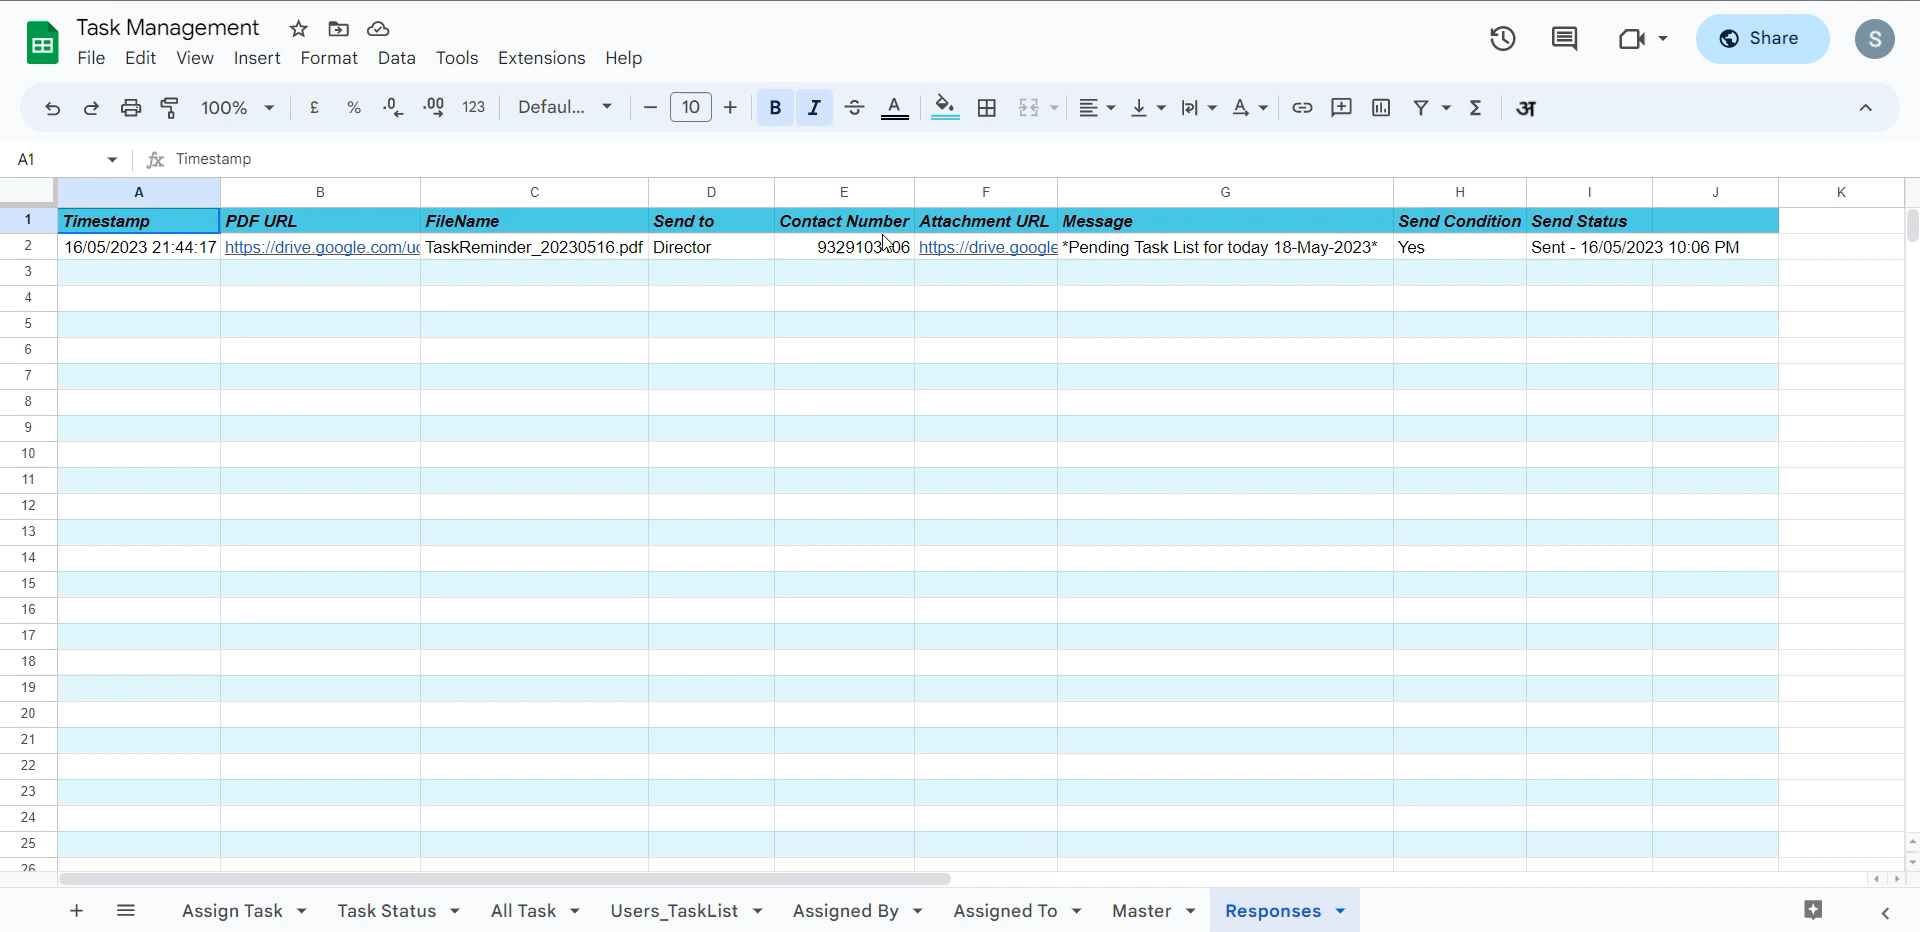 Task Management
File Edit View Insert Format Data Tools Extensions Help
Share
S
100% £ % .0 .00 123 Defaul... 10 B I A अ
A1 Timestamp
A B C D E F G H I J K
1 Timestamp PDF URL FileName Send to Contact Number Attachment URL Message Send Condition Send Status
2 16/05/2023 21:44:17 https://drive.google.com/uc TaskReminder_20230516.pdf Director https://drive.google *Pending Task List for today 18-May-2023* Yes Sent - 16/05/2023 10:06 PM
3
4
5
6
7
8
9
10
11
12
13
14
15
16
17
18
19
20
21
22
23
24
25
26
Assign Task Task Status All Task Users_TaskList Assigned By Assigned To Master Responses